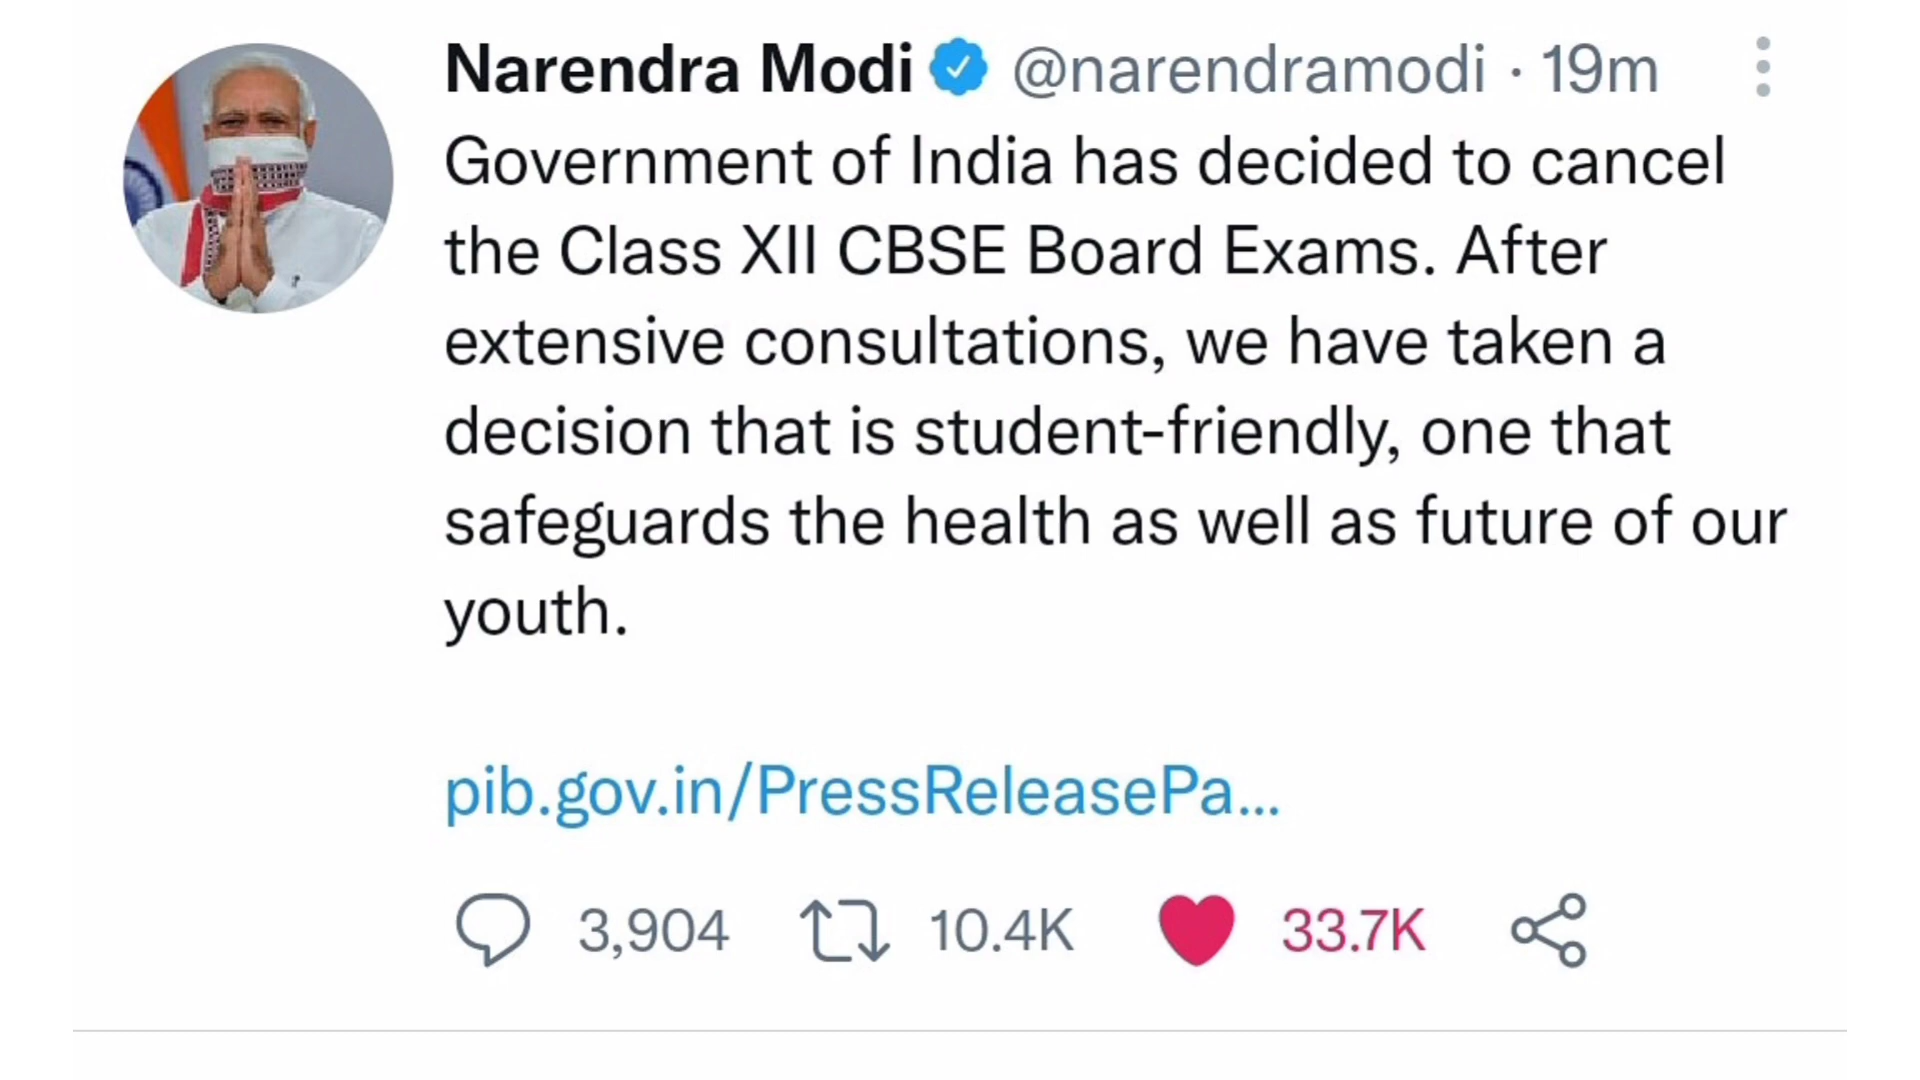 Narendra Modi @narendramodi · 19m
Government of India has decided to cancel
the Class XII CBSE Board Exams. After
extensive consultations, we have taken a
decision that is student-friendly, one that
safeguards the health as well as future of our
youth.
pib.gov.in/PressReleasePa...
3,904 10.4K 33.7K